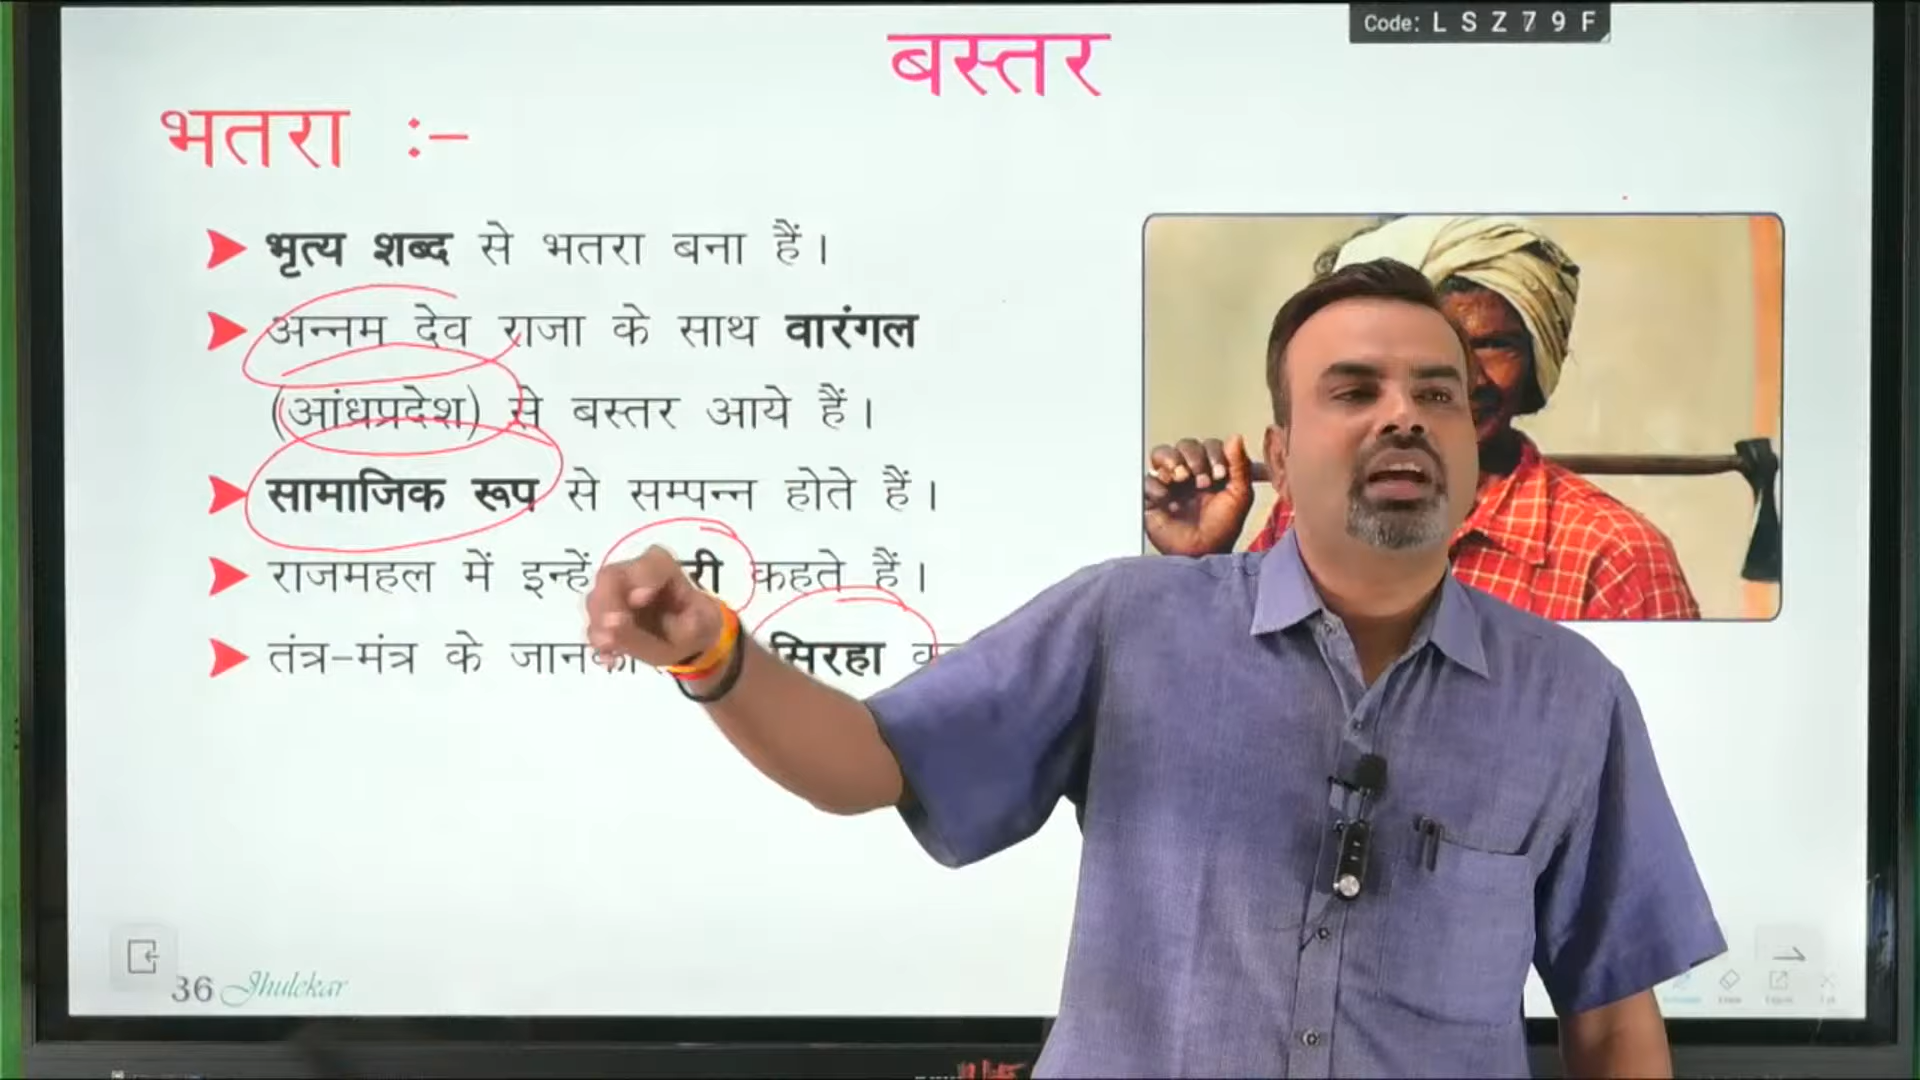 Code: L S Z 7 9 F
बस्तर
भतरा :–
भृत्य शब्द से भतरा बना हैं।
अन्नम देव राजा के साथ वारंगल
(आंधप्रदेश) से बस्तर आये हैं।
सामाजिक रूप से सम्पन्न होते हैं।
राजमहल में इन्हें कहते हैं।
तंत्र-मंत्र के सिरहा
36 Jhulekar